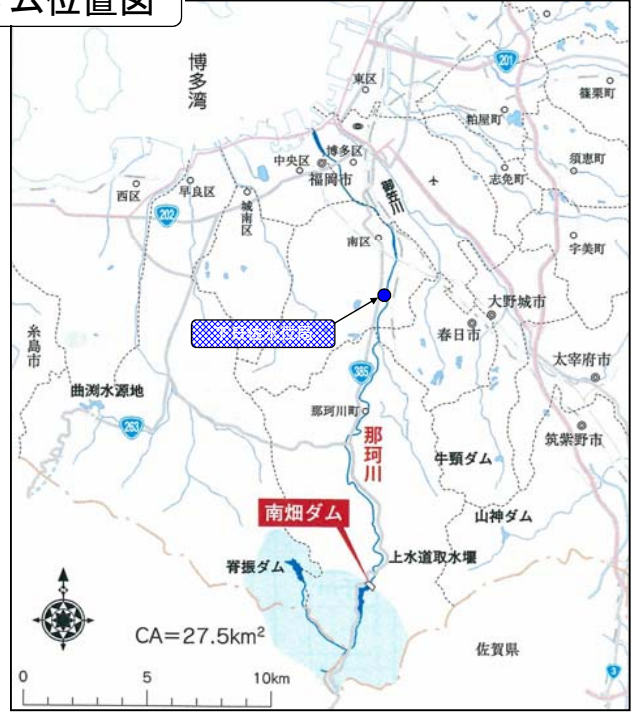 ム位置図
博多湾
東区
201
篠栗町
粕屋町
博多区
中央区
福岡市
御笠川
須恵町
志免町
西区
早良区
城南区
202
南区
宇美町
大野城市
春日市
糸島市
385
太宰府市
曲渕水源地
263
那珂川町
那珂川
筑紫野市
牛頸ダム
南畑ダム
山神ダム
脊振ダム
上水道取水堰
CA=27.5km²
佐賀県
0 5 10km
3